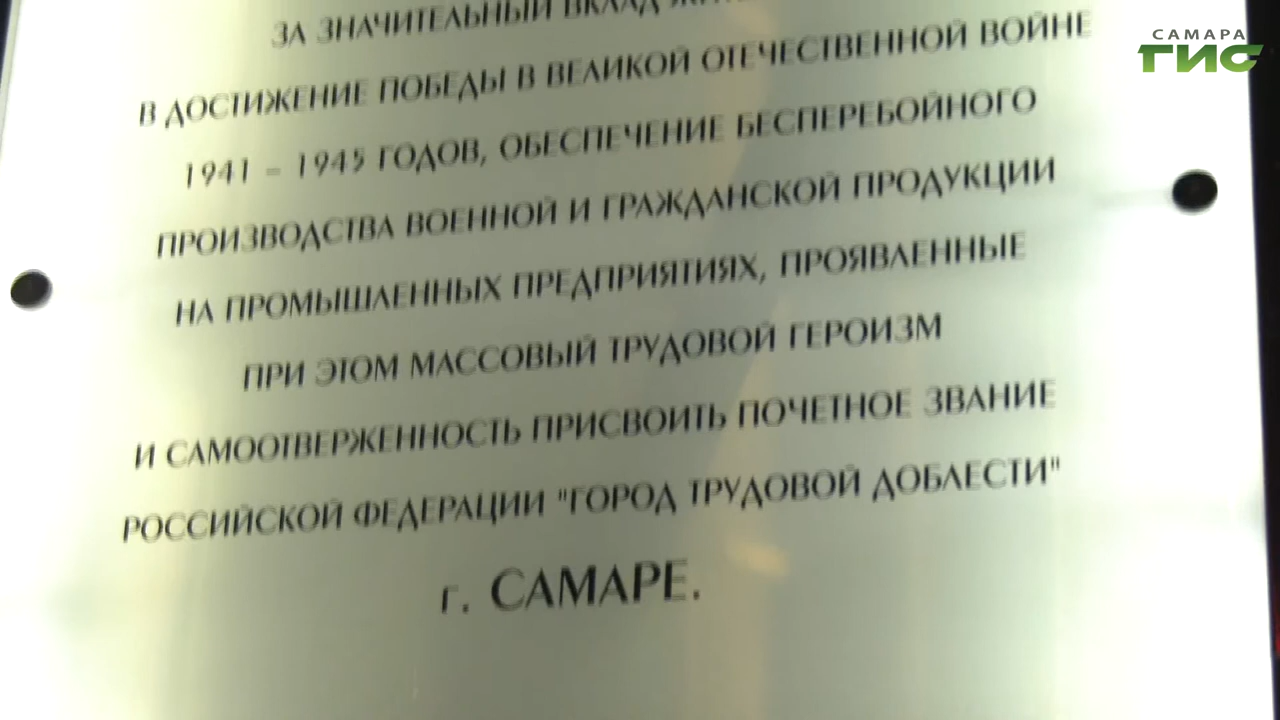 ЗА ЗНАЧИТЕЛЬНЫЙ ВКЛАД
В ДОСТИЖЕНИЕ ПОБЕДЫ В ВЕЛИКОЙ ОТЕЧЕСТВЕННОЙ ВОЙНЕ
1941 – 1945 ГОДОВ, ОБЕСПЕЧЕНИЕ БЕСПЕРЕБОЙНОГО
ПРОИЗВОДСТВА ВОЕННОЙ И ГРАЖДАНСКОЙ ПРОДУКЦИИ
НА ПРОМЫШЛЕННЫХ ПРЕДПРИЯТИЯХ, ПРОЯВЛЕННЫЕ
ПРИ ЭТОМ МАССОВЫЙ ТРУДОВОЙ ГЕРОИЗМ
И САМООТВЕРЖЕННОСТЬ ПРИСВОИТЬ ПОЧЕТНОЕ ЗВАНИЕ
РОССИЙСКОЙ ФЕДЕРАЦИИ "ГОРОД ТРУДОВОЙ ДОБЛЕСТИ"
г. САМАРЕ.
САМАРА
ГИС